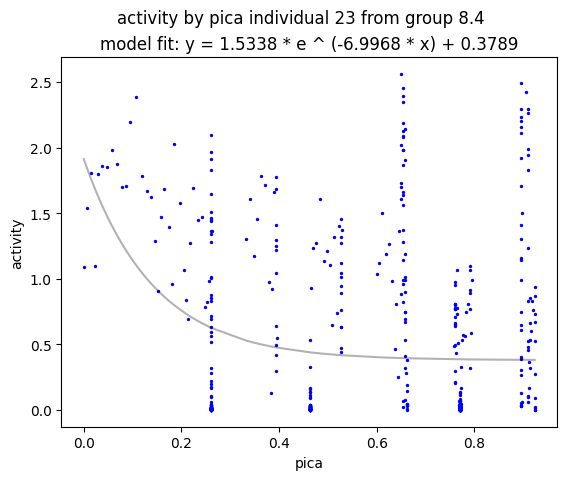 activity by pica individual 23 from group 8.4
model fit: y = 1.5338 * e ^ (-6.9968 * x) + 0.3789
2.5
2.0
1.5
1.0
0.5
0.0
activity
0.0 0.2 0.4 0.6 0.8
pica